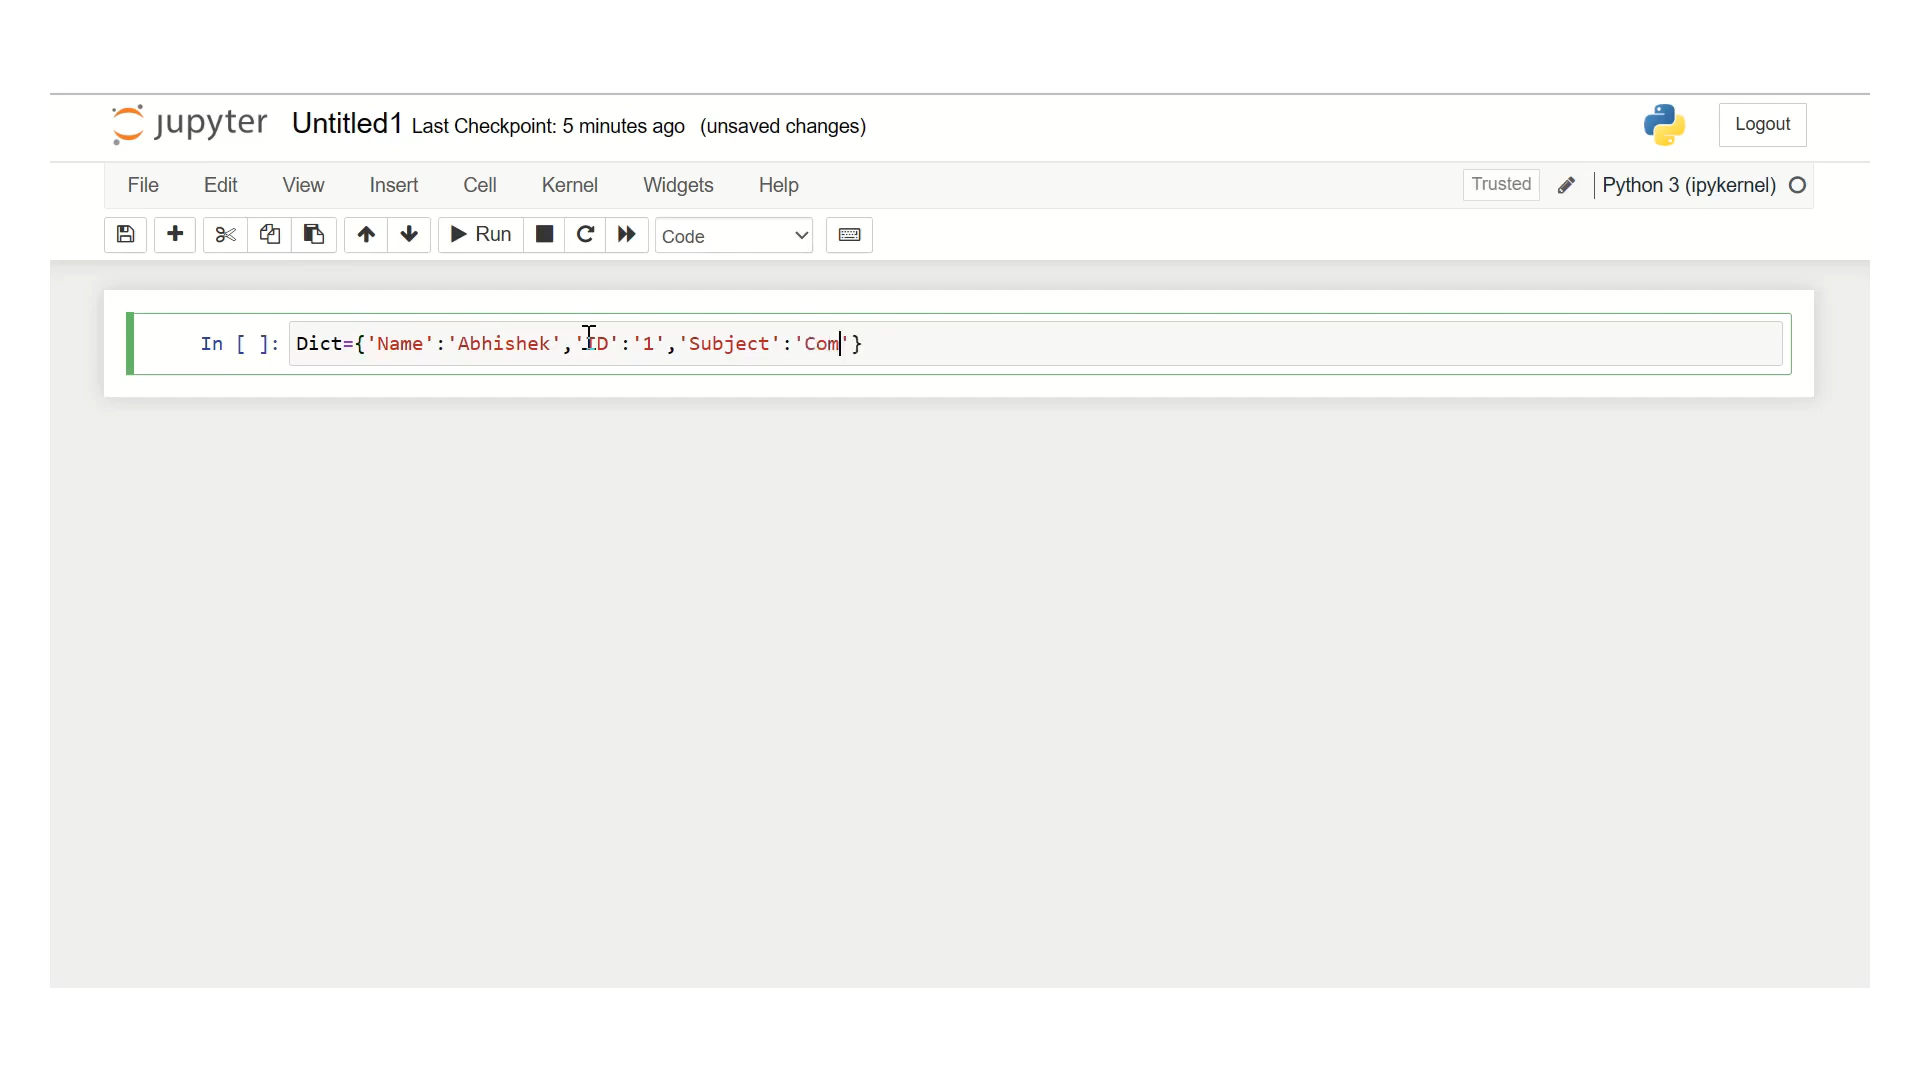 jupyter Untitled1 Last Checkpoint: 5 minutes ago (unsaved changes) Logout
File Edit View Insert Cell Kernel Widgets Help Trusted Python 3 (ipykernel)
Run Code
In [ ]: Dict={'Name':'Abhishek','ID':'1','Subject':'Com'}